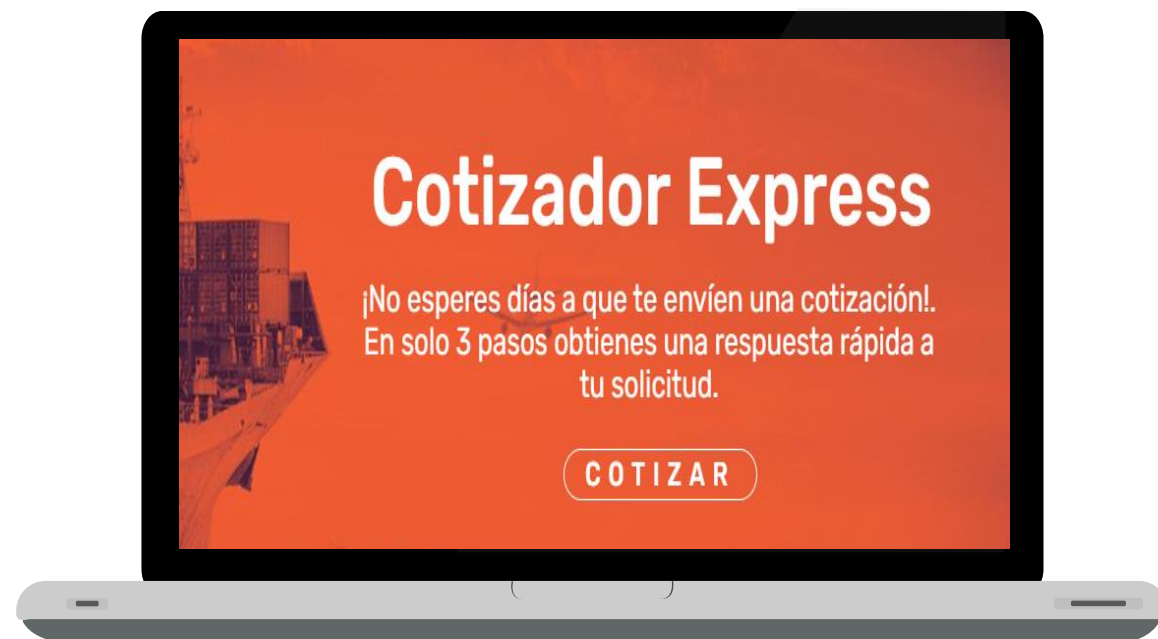 Cotizador Express
¡No esperes días a que te envíen una cotización!.
En solo 3 pasos obtienes una respuesta rápida a
tu solicitud.
COTIZAR